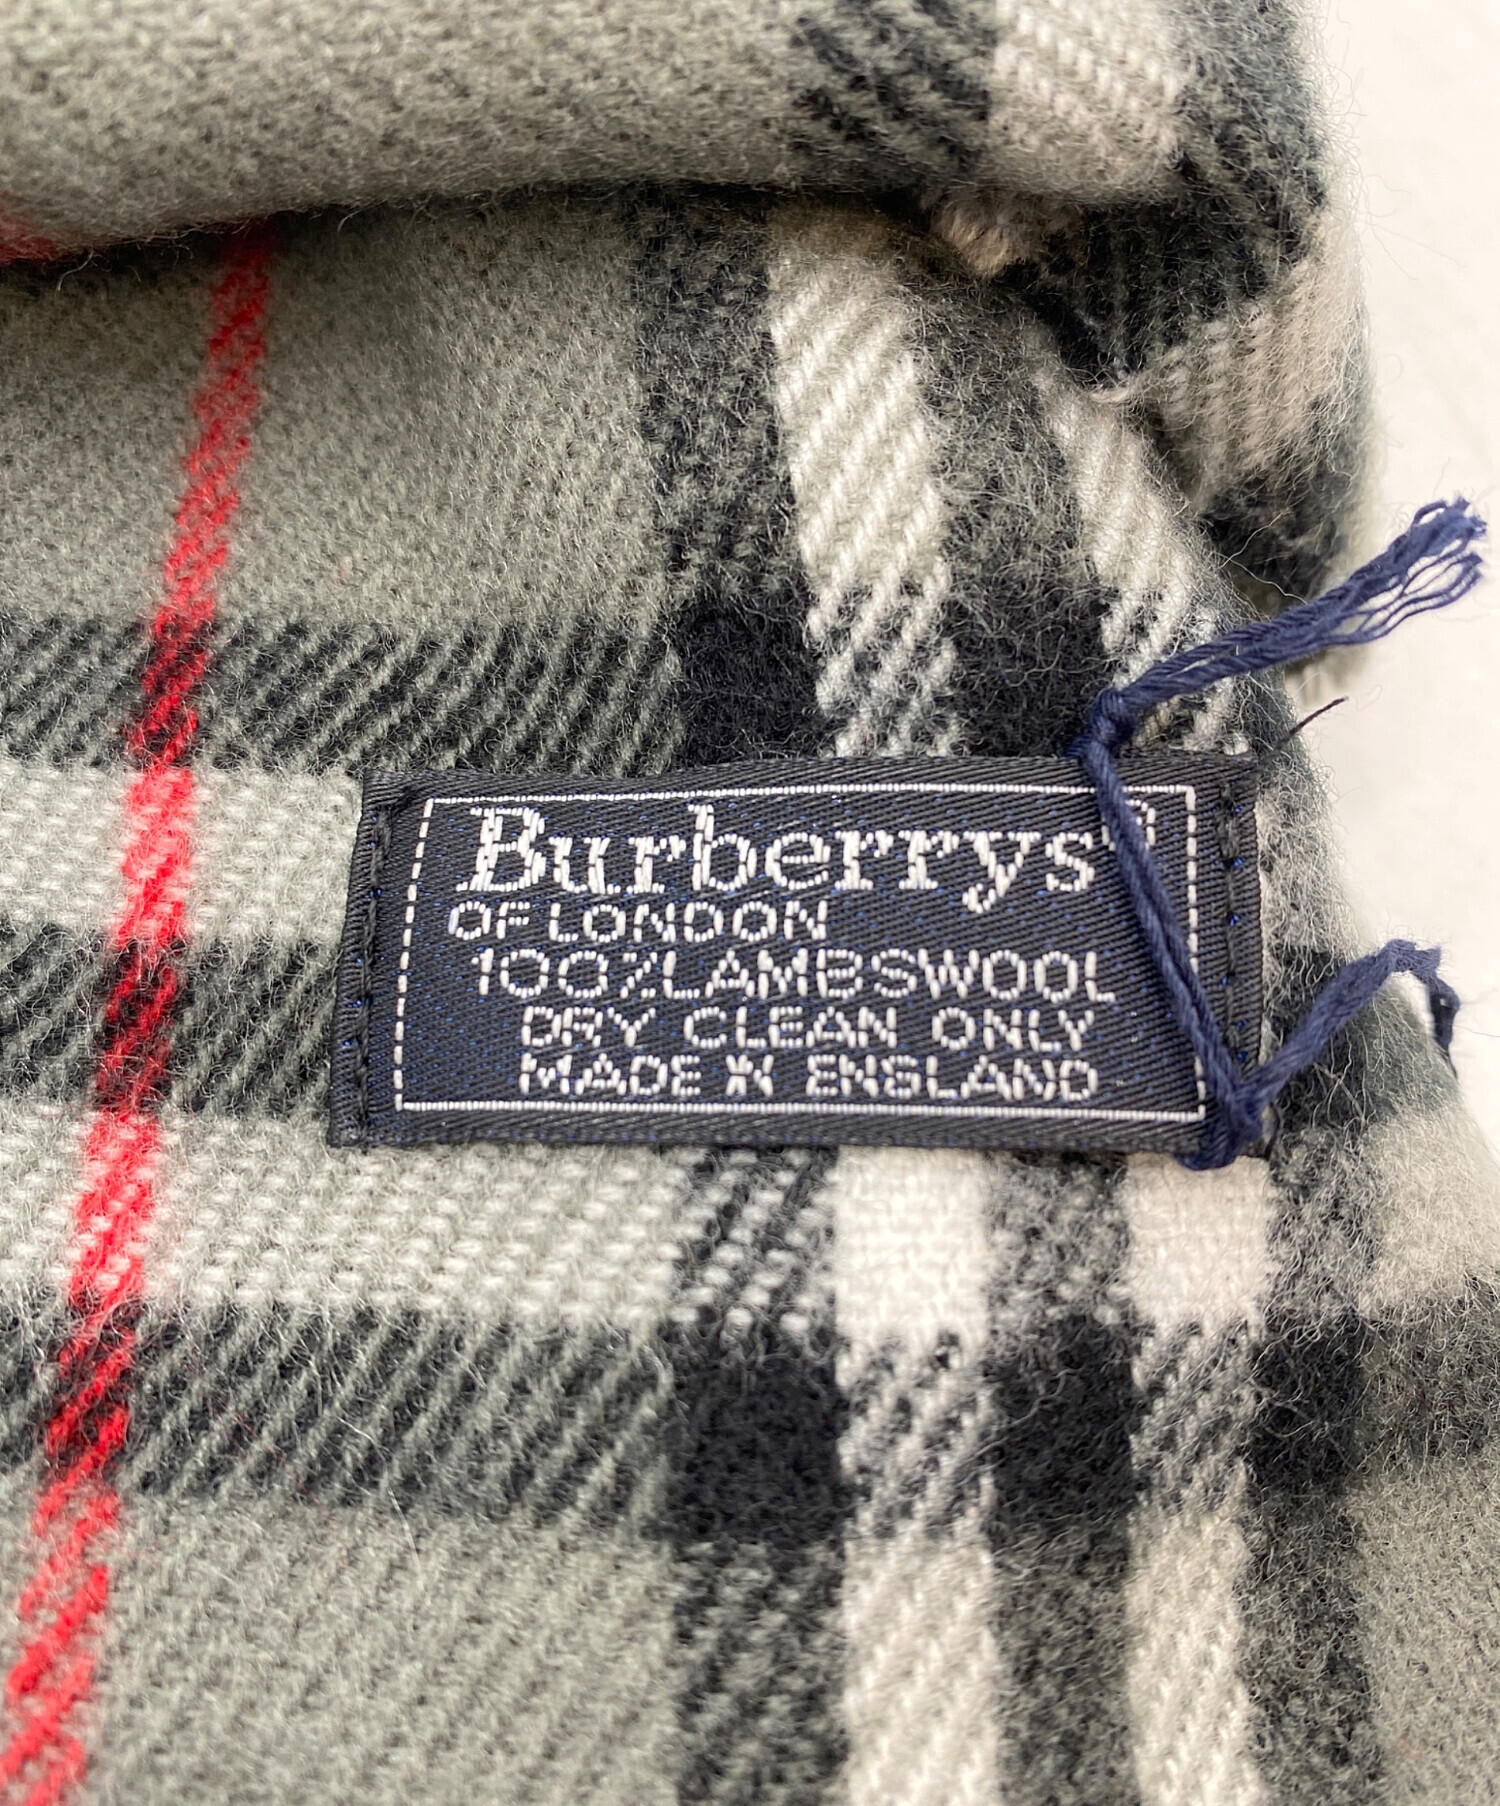 Burberrys®
OF LONDON
100% LAMBSWOOL
DRY CLEAN ONLY
MADE IN ENGLAND